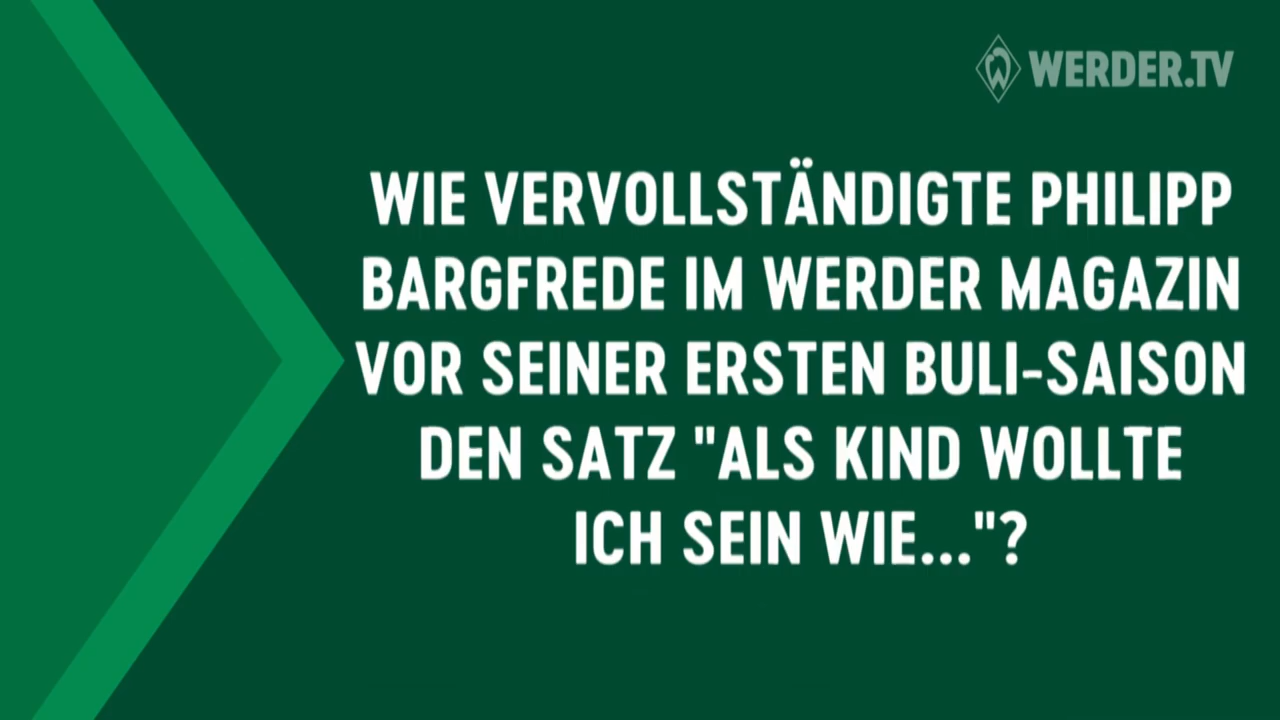 WERDER.TV
WIE VERVOLLSTÄNDIGTE PHILIPP
BARGFREDE IM WERDER MAGAZIN
VOR SEINER ERSTEN BULI-SAISON
DEN SATZ "ALS KIND WOLLTE
ICH SEIN WIE..."?